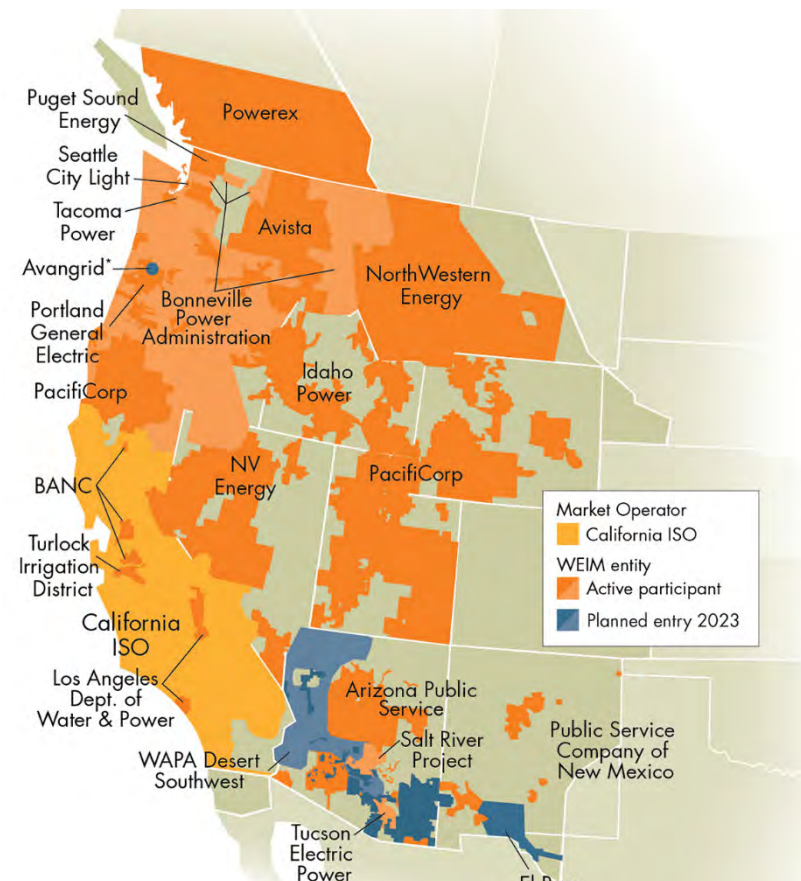 Powerex
Puget Sound
Energy
Seattle
City Light
Tacoma
Power
Avista
Avangrid*
NorthWestern
Energy
Bonneville
Power
Administration
Portland
General
Electric
Idaho
Power
PacifiCorp
NV
Energy
PacifiCorp
BANC
Market Operator
California ISO
WEIM entity
Active participant
Planned entry 2023
Turlock
Irrigation
District
California
ISO
Los Angeles
Dept. of
Water & Power
Arizona Public
Service
Salt River
Project
Public Service
Company of
New Mexico
WAPA Desert
Southwest
Tucson
Electric
Power